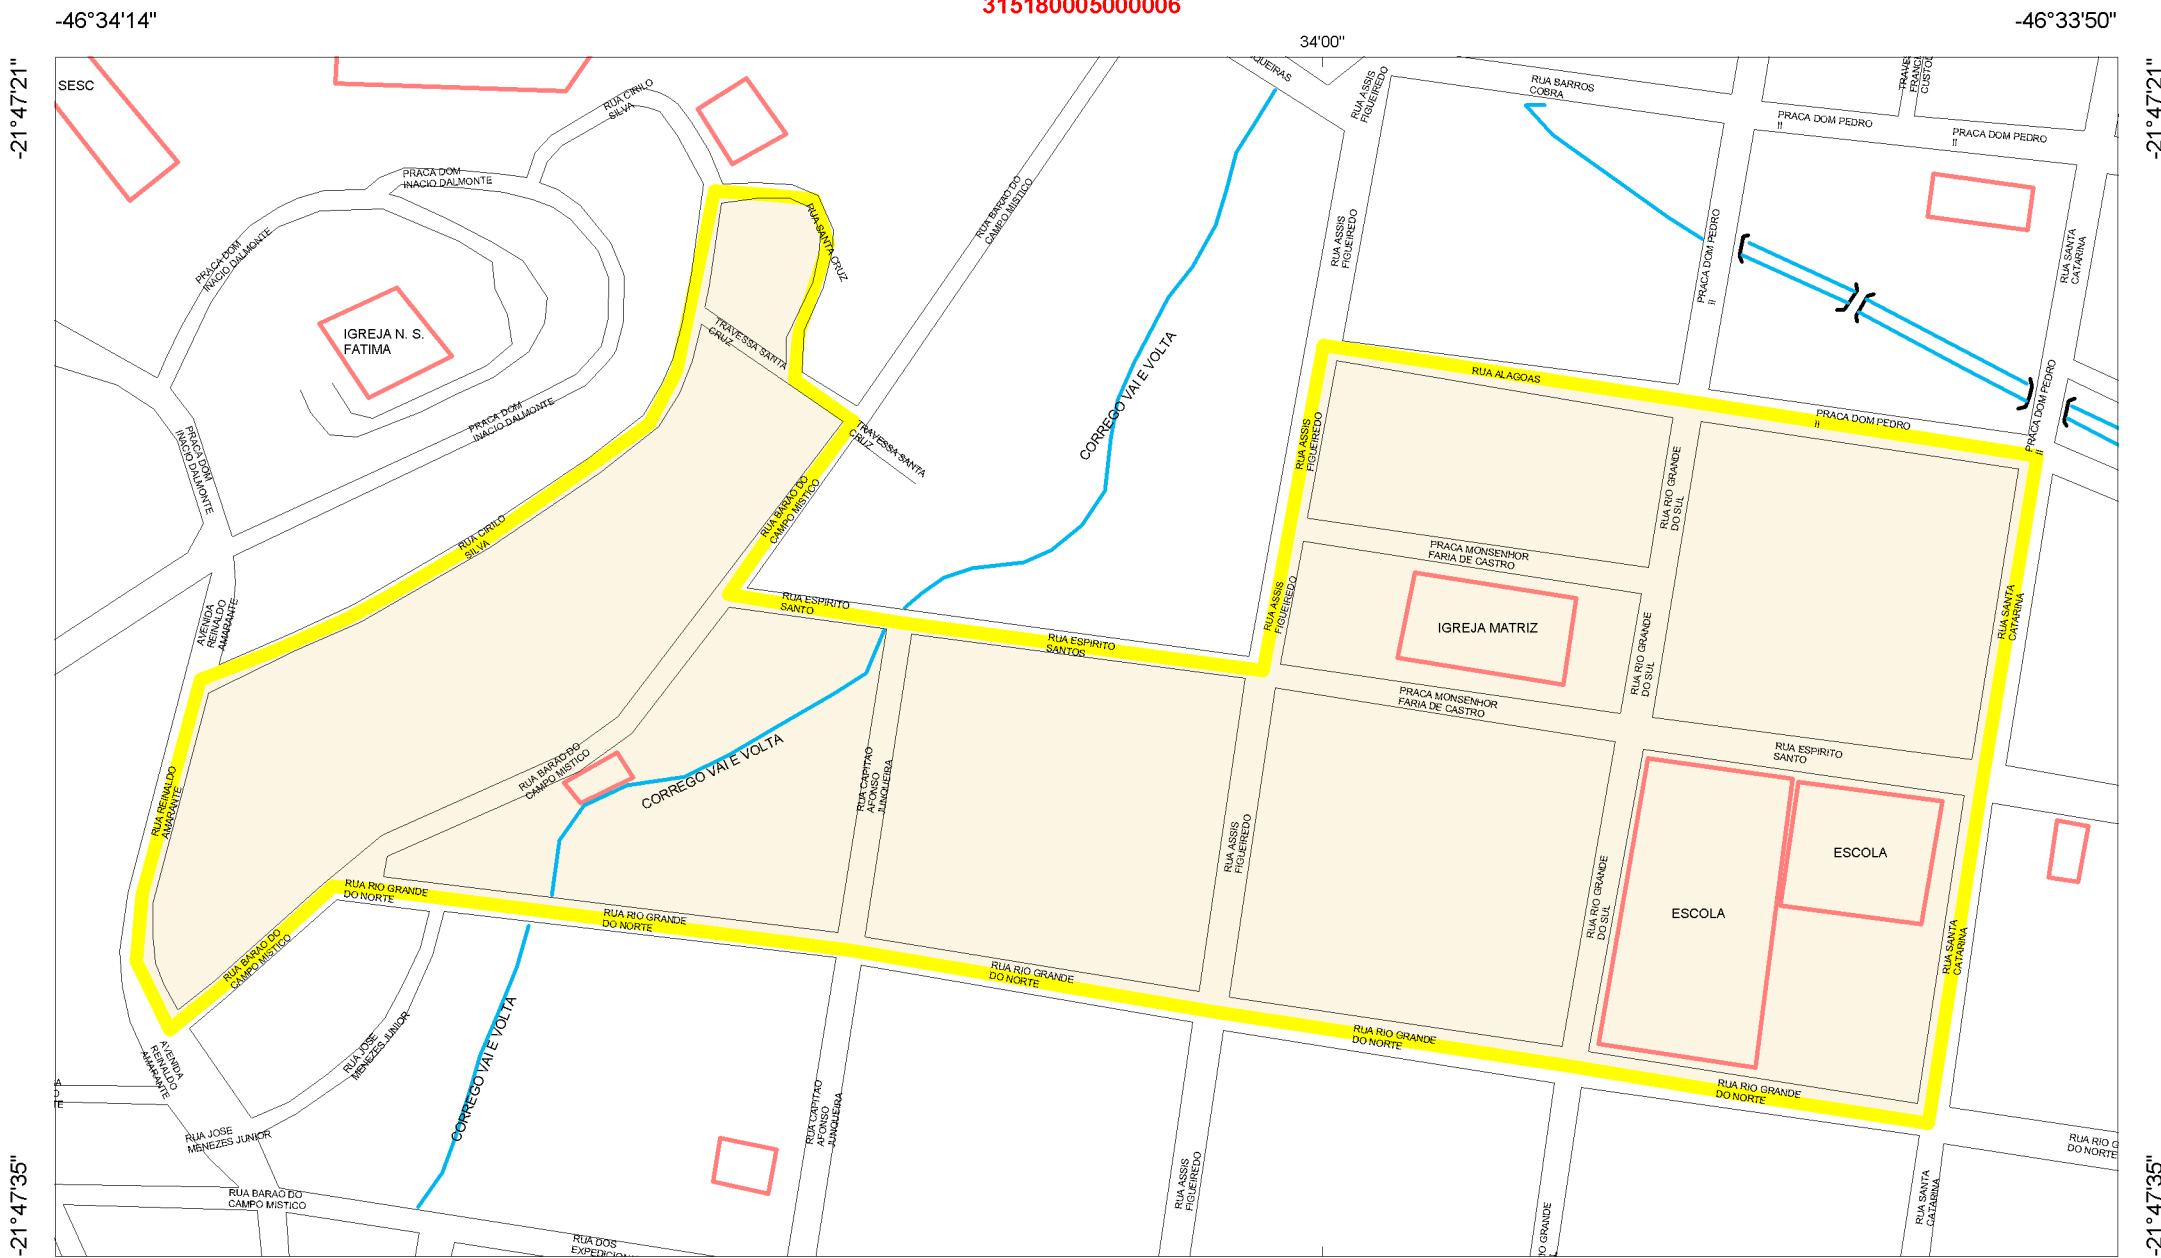 315180005000006
-46°34'14"
-46°33'50"
34'00"
-21°47'21"
-21°47'21"
SESC
RUA CIRILO
SILVA
QUEIRAS
RUA ASSIS
FIGUEIREDO
RUA BARROS
COBRA
PRACA DOM PEDRO
II
PRACA DOM PEDRO
II
PRACA DOM
INACIO DALMONTE
PRACA DOM
INACIO DALMONTE
RUA SANTA CRUZ
RUA BARAO DO
CAMPO MISTICO
RUA ASSIS
FIGUEIREDO
PRACA DOM PEDRO
II
RUA SANTA
CATARINA
IGREJA N. S.
FATIMA
TRAVESSA SANTA
CRUZ
CORREGO VAI E VOLTA
RUA ALAGOAS
PRACA DOM PEDRO
II
PRACA DOM PEDRO
II
PRACA DOM
INACIO DALMONTE
PRACA DOM
INACIO DALMONTE
TRAVESSA SANTA
CRUZ
RUA ASSIS
FIGUEIREDO
RUA RIO GRANDE
DO SUL
RUA CIRILO
SILVA
RUA BARAO DO
CAMPO MISTICO
PRACA MONSENHOR
FARIA DE CASTRO
AVENIDA
REINALDO
AMARANTE
RUA ESPIRITO
SANTO
RUA ESPIRITO
SANTOS
RUA ASSIS
FIGUEIREDO
IGREJA MATRIZ
RUA RIO GRANDE
DO SUL
RUA SANTA
CATARINA
PRACA MONSENHOR
FARIA DE CASTRO
RUA ESPIRITO
SANTO
RUA REINALDO
AMARANTE
RUA BARAO DO
CAMPO MISTICO
CORREGO VAI E VOLTA
RUA CAPITAO
AFONSO
JUNQUEIRA
RUA ASSIS
FIGUEIREDO
ESCOLA
ESCOLA
RUA RIO GRANDE
DO SUL
RUA SANTA
CATARINA
RUA RIO GRANDE
DO NORTE
RUA RIO GRANDE
DO NORTE
RUA BARAO DO
CAMPO MISTICO
RUA RIO GRANDE
DO NORTE
RUA RIO GRANDE
DO NORTE
RUA RIO GRANDE
DO NORTE
AVENIDA
REINALDO
AMARANTE
RUA JOSE
MENEZES JUNIOR
CORREGO VAI E VOLTA
RUA CAPITAO
AFONSO
JUNQUEIRA
RUA JOSE
MENEZES JUNIOR
RUA RIO G
DO NORTE
RUA ASSIS
FIGUEIREDO
RUA SANTA
CATARINA
RUA BARAO DO
CAMPO MISTICO
RIO GRANDE
RUA DOS
-21°47'35"
-21°47'35"